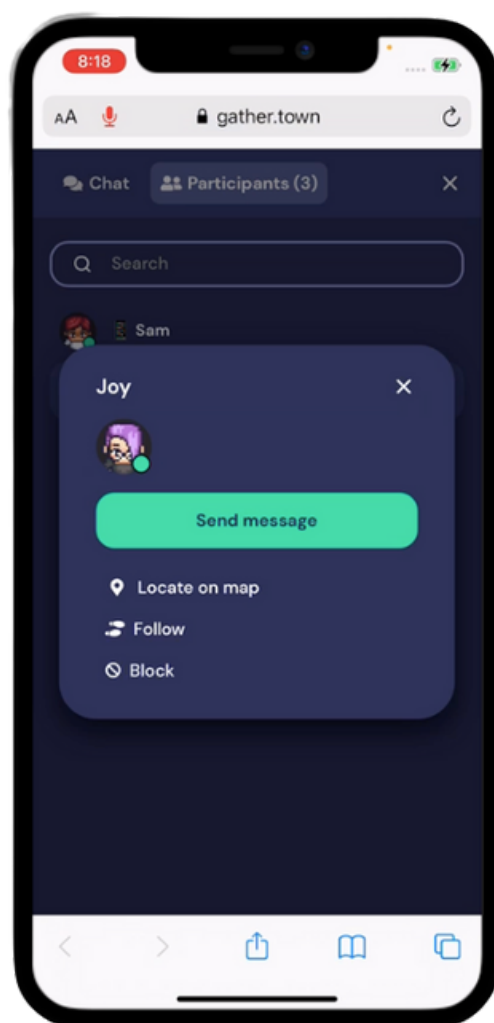 8:18
AA gather.town
Chat Participants (3)
Search
Sam
Joy
Send message
Locate on map
Follow
Block